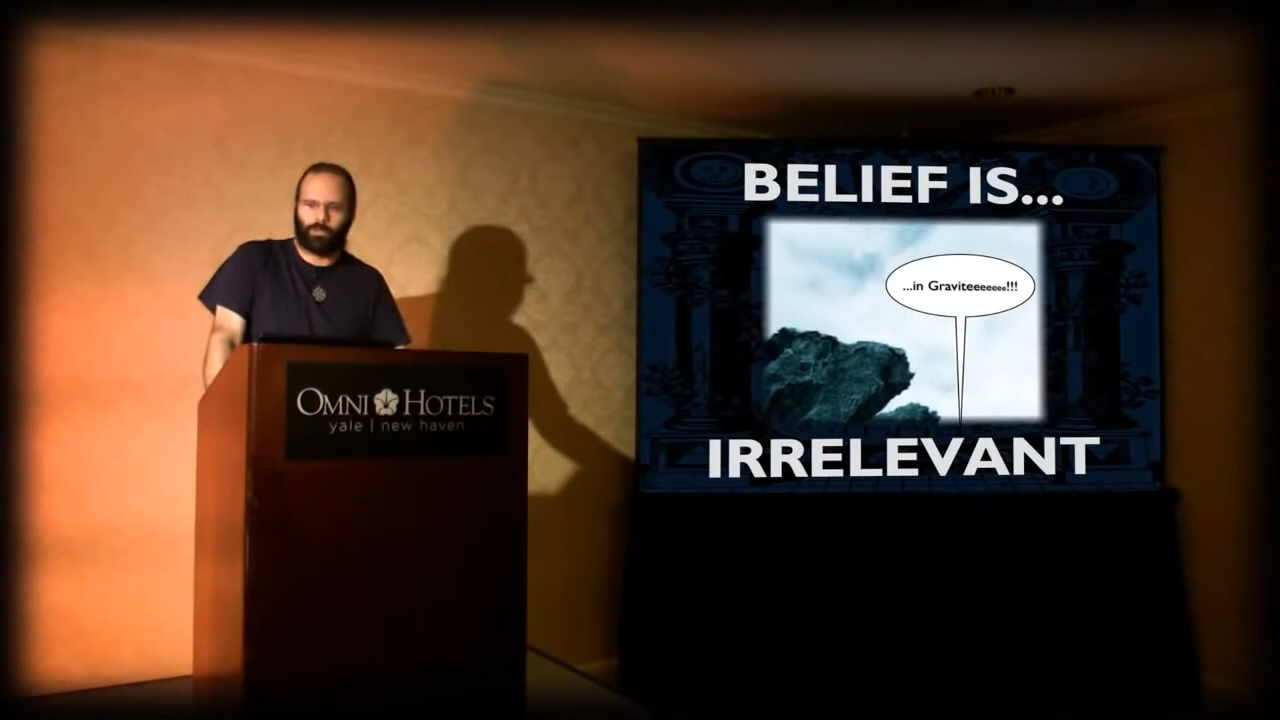 OMNI HOTELS
yale | new haven
BELIEF IS...
...in Graviteeeeeee!!!
IRRELEVANT